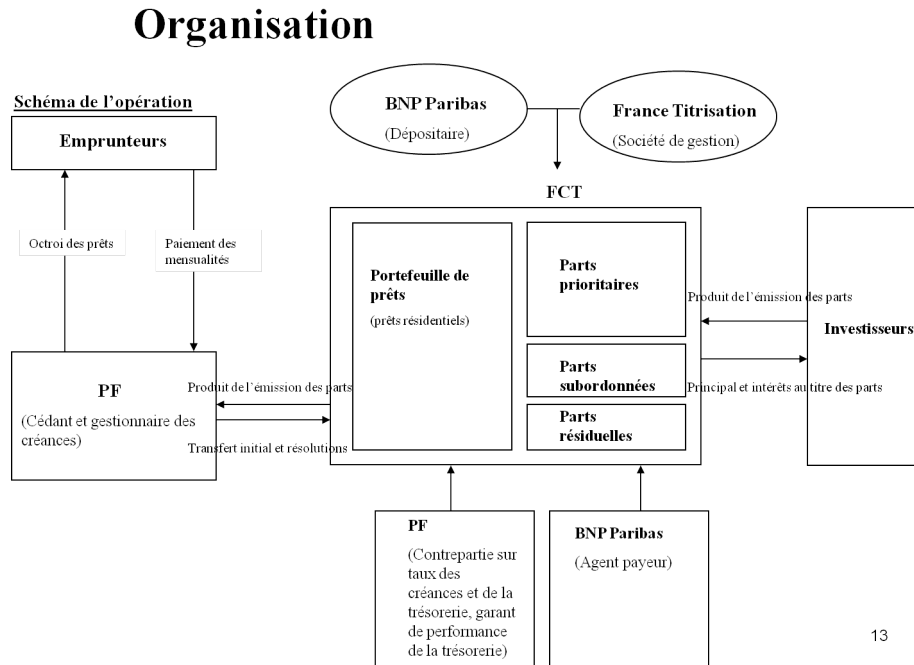 Organisation
Schéma de l'opération
Emprunteurs
BNP Paribas
(Dépositaire)
France Titrisation
(Société de gestion)
FCT
Octroi des prêts
Paiement des
mensualités
Portefeuille de
prêts
(prêts résidentiels)
Parts
prioritaires
Parts
subordonnées
Parts
résiduelles
Produit de l'émission des parts
Investisseurs
Principal et intérêts au titre des parts
PF
(Cédant et gestionnaire des
créances)
Produit de l'émission des parts
Transfert initial et résolutions
PF
(Contrepartie sur
taux des
créances et de la
trésorerie, garant
de performance
de la trésorerie)
BNP Paribas
(Agent payeur)
13